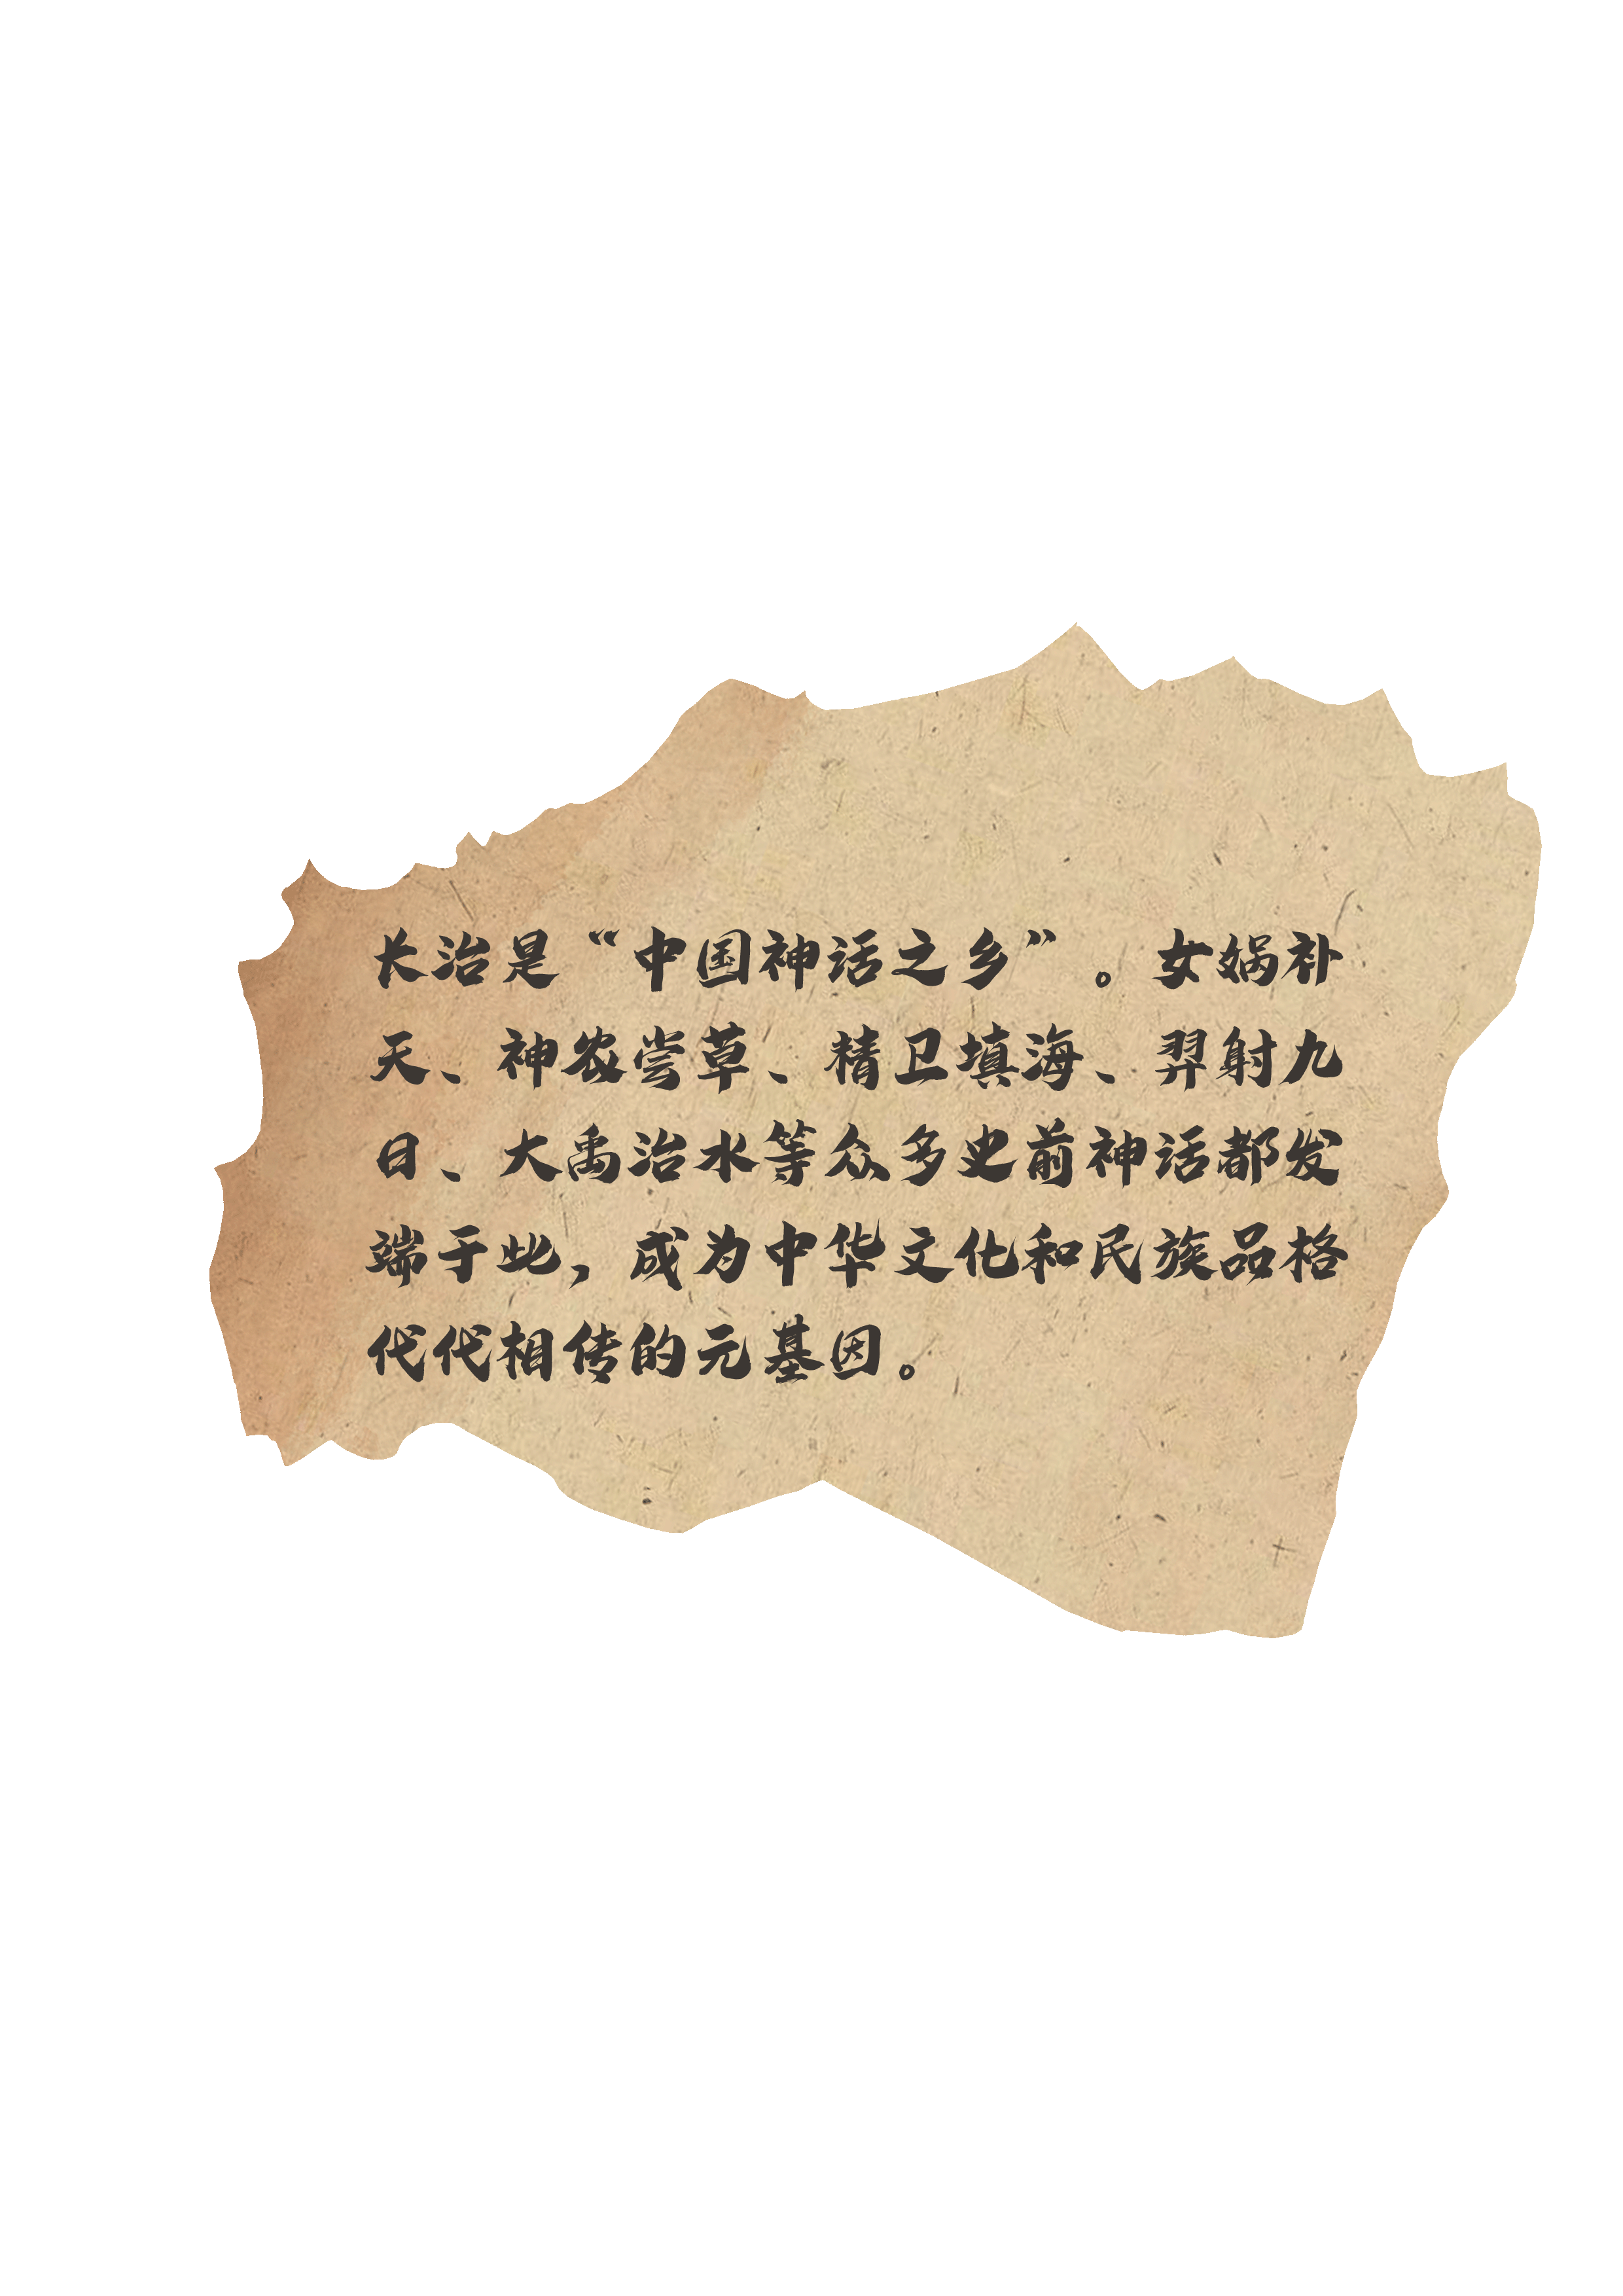 长治是“中国神话之乡”。女娲补
天、神农尝草、精卫填海、羿射九
日、大禹治水等众多史前神话都发
端于此，成为中华文化和民族品格
代代相传的元基因。